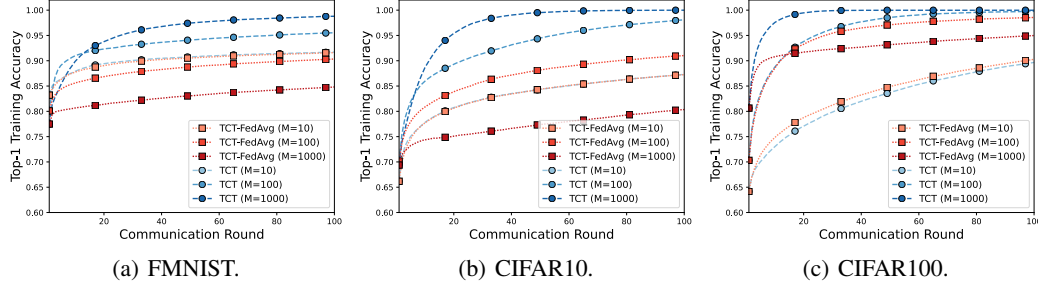 Top-1 Training Accuracy
1.00
0.95
0.90
0.85
0.80
0.75
0.70
0.65
0.60
TCT-FedAvg (M=10)
TCT-FedAvg (M=100)
TCT-FedAvg (M=1000)
TCT (M=10)
TCT (M=100)
TCT (M=1000)
20 40 60 80 100
Communication Round
(a) FMNIST.
Top-1 Training Accuracy
1.00
0.95
0.90
0.85
0.80
0.75
0.70
0.65
0.60
TCT-FedAvg (M=10)
TCT-FedAvg (M=100)
TCT-FedAvg (M=1000)
TCT (M=10)
TCT (M=100)
TCT (M=1000)
20 40 60 80 100
Communication Round
(b) CIFAR10.
Top-1 Training Accuracy
1.00
0.95
0.90
0.85
0.80
0.75
0.70
0.65
0.60
TCT-FedAvg (M=10)
TCT-FedAvg (M=100)
TCT-FedAvg (M=1000)
TCT (M=10)
TCT (M=100)
TCT (M=1000)
20 40 60 80 100
Communication Round
(c) CIFAR100.